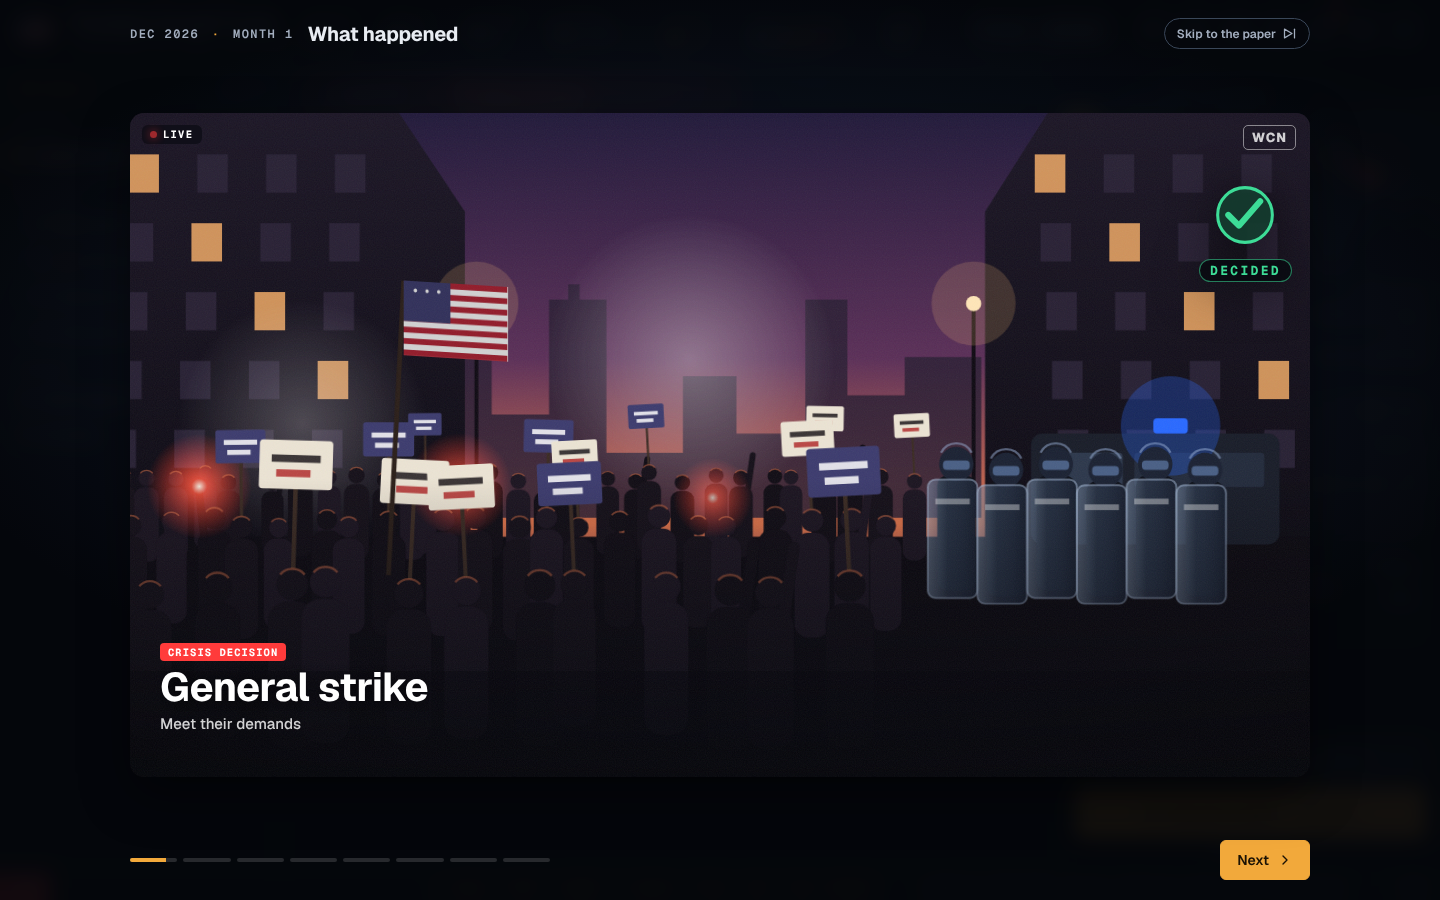 DEC 2026 · MONTH 1 What happened
Skip to the paper
LIVE
WCN
DECIDED
CRISIS DECISION
General strike
Meet their demands
Next